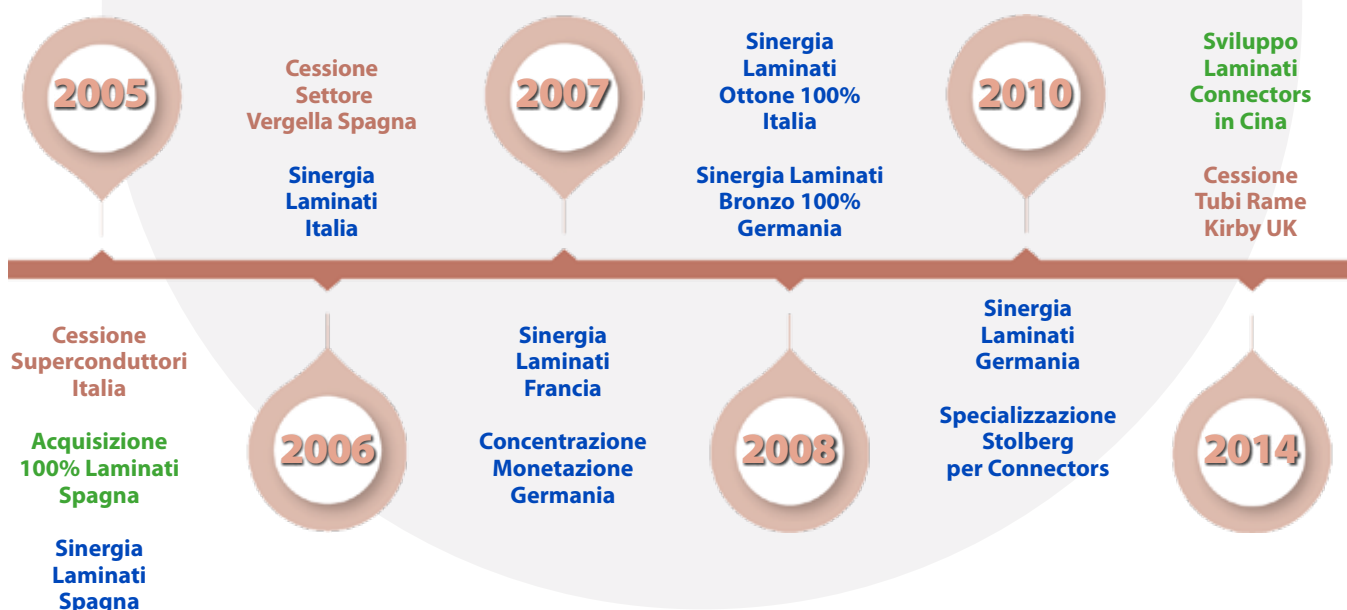 2005
Cessione
Superconduttori
Italia
Acquisizione
100% Laminati
Spagna
Sinergia
Laminati
Spagna
Cessione
Settore
Vergella Spagna
Sinergia
Laminati
Italia
2006
2007
Sinergia
Laminati
Francia
Concentrazione
Monetazione
Germania
Sinergia
Laminati
Ottone 100%
Italia
Sinergia Laminati
Bronzo 100%
Germania
2008
2010
Sinergia
Laminati
Germania
Specializzazione
Stolberg
per Connectors
Sviluppo
Laminati
Connectors
in Cina
Cessione
Tubi Rame
Kirby UK
2014